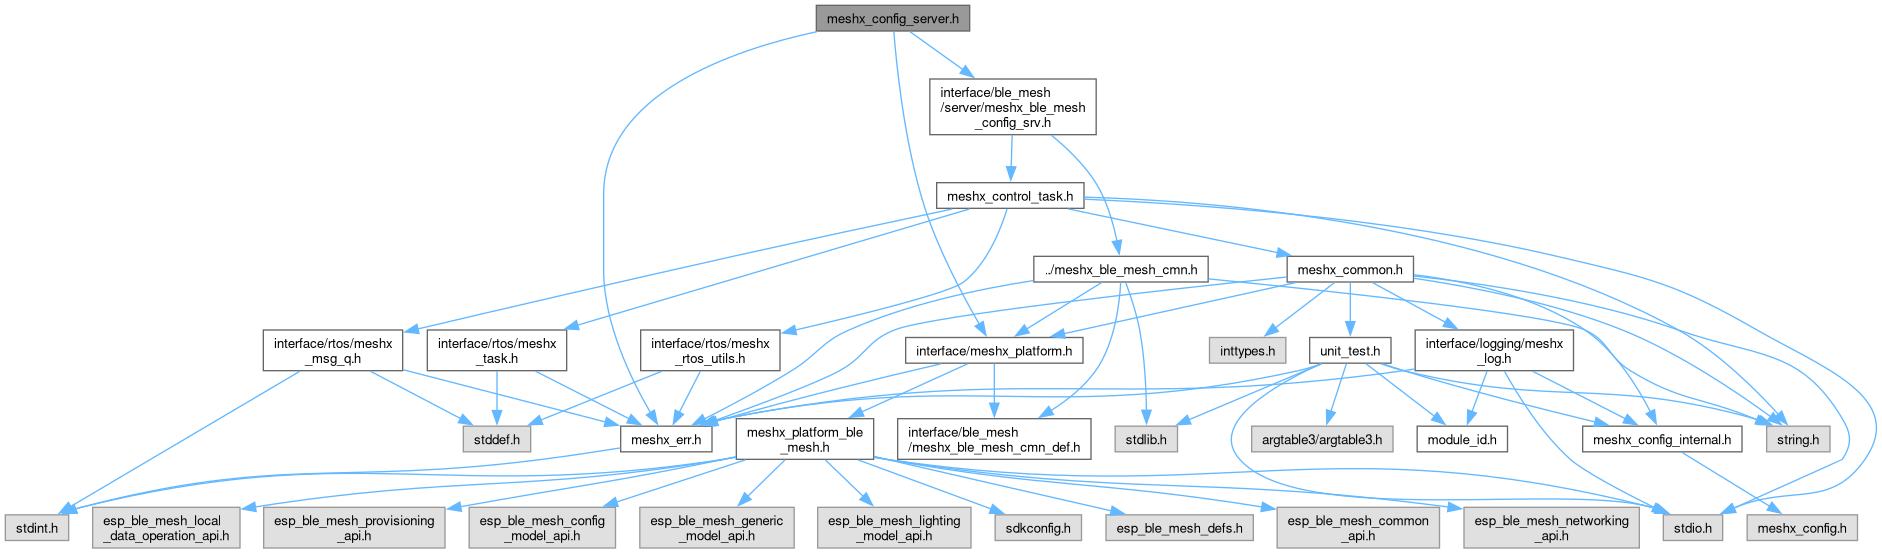 meshx_config_server.h
interface/ble_mesh
/server/meshx_ble_mesh
_config_srv.h
meshx_control_task.h
../meshx_ble_mesh_cmn.h
meshx_common.h
interface/rtos/meshx
_msg_q.h
interface/rtos/meshx
_task.h
interface/rtos/meshx
_rtos_utils.h
interface/meshx_platform.h
inttypes.h
unit_test.h
interface/logging/meshx
_log.h
stddef.h
meshx_err.h
meshx_platform_ble
_mesh.h
interface/ble_mesh
/meshx_ble_mesh_cmn_def.h
stdlib.h
argtable3/argtable3.h
module_id.h
meshx_config_internal.h
string.h
stdint.h
esp_ble_mesh_local
_data_operation_api.h
esp_ble_mesh_provisioning
_api.h
esp_ble_mesh_config
_model_api.h
esp_ble_mesh_generic
_model_api.h
esp_ble_mesh_lighting
_model_api.h
sdkconfig.h
esp_ble_mesh_defs.h
esp_ble_mesh_common
_api.h
esp_ble_mesh_networking
_api.h
stdio.h
meshx_config.h